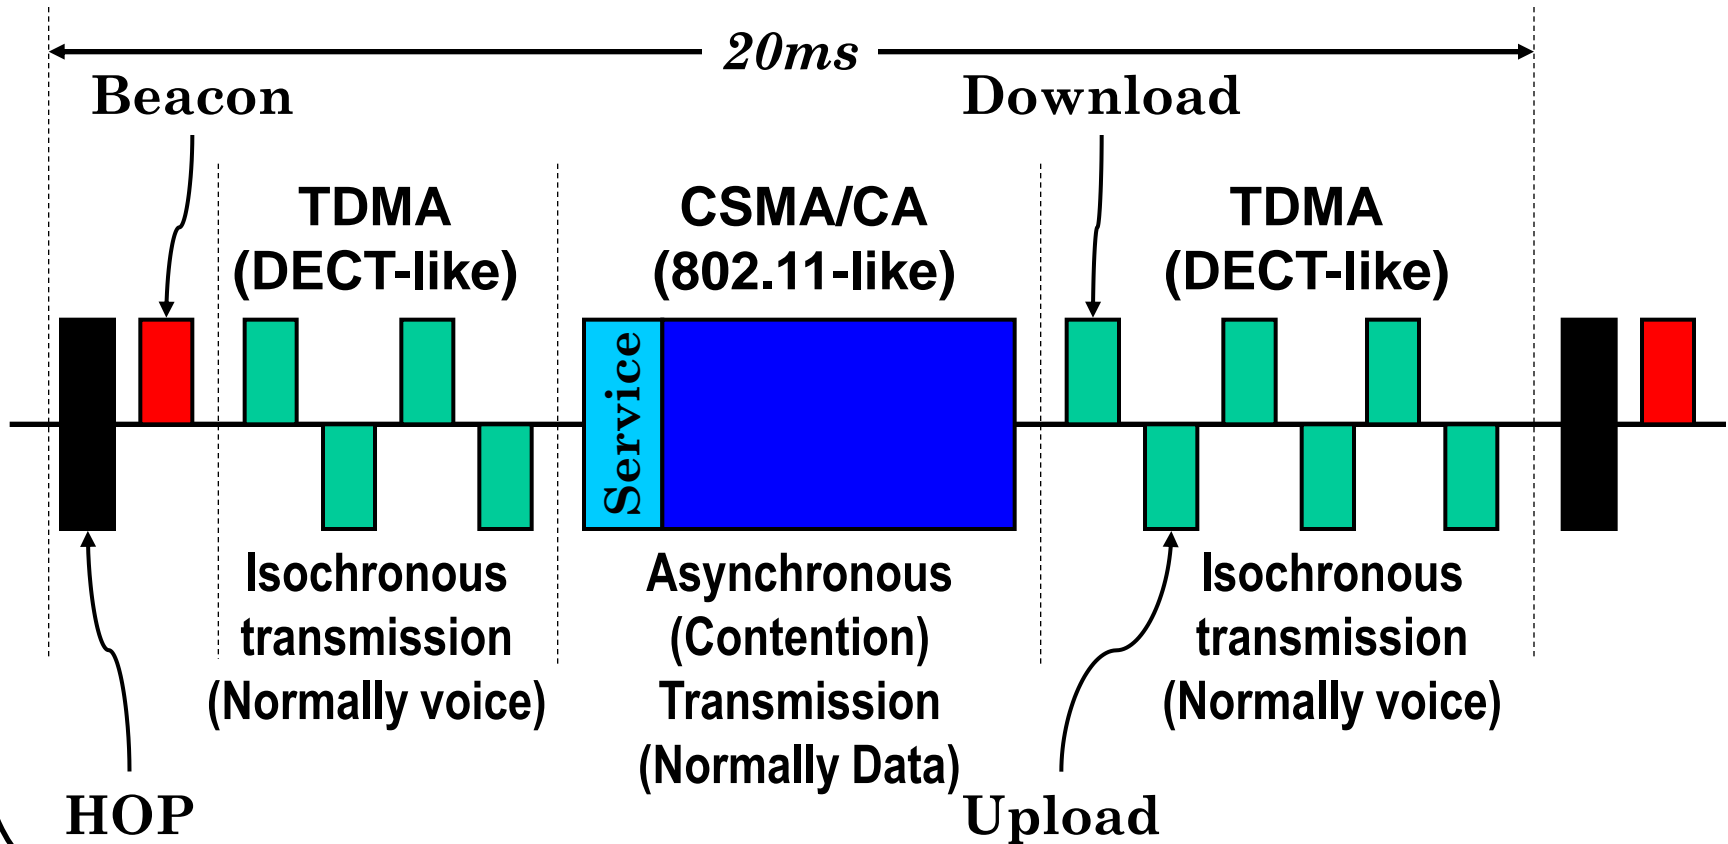 20ms
Beacon
Download
TDMA
(DECT-like)
CSMA/CA
(802.11-like)
TDMA
(DECT-like)
Service
Isochronous
transmission
(Normally voice)
Asynchronous
(Contention)
Transmission
(Normally Data)
Isochronous
transmission
(Normally voice)
HOP
Upload